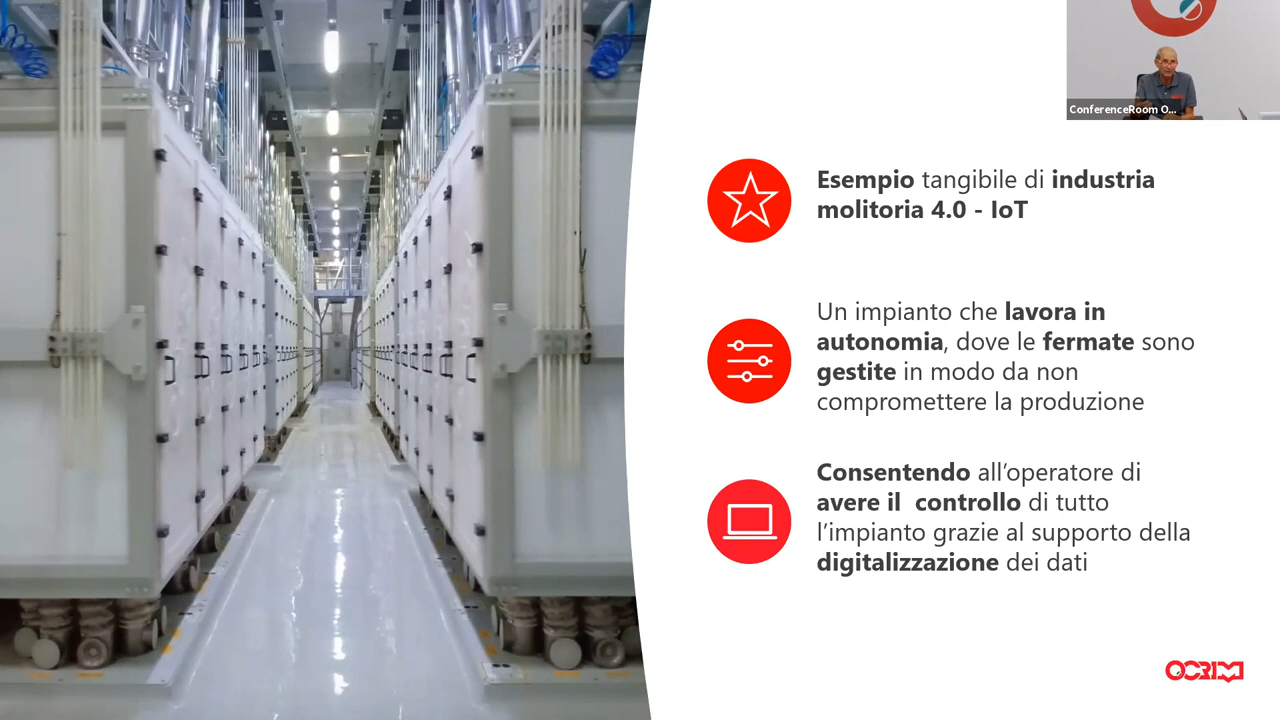 ConferenceRoom O...
Esempio tangibile di industria
molitoria 4.0 - IoT
Un impianto che lavora in
autonomia, dove le fermate sono
gestite in modo da non
compromettere la produzione
Consentendo all’operatore di
avere il  controllo di tutto
l’impianto grazie al supporto della
digitalizzazione dei dati
OCRIM